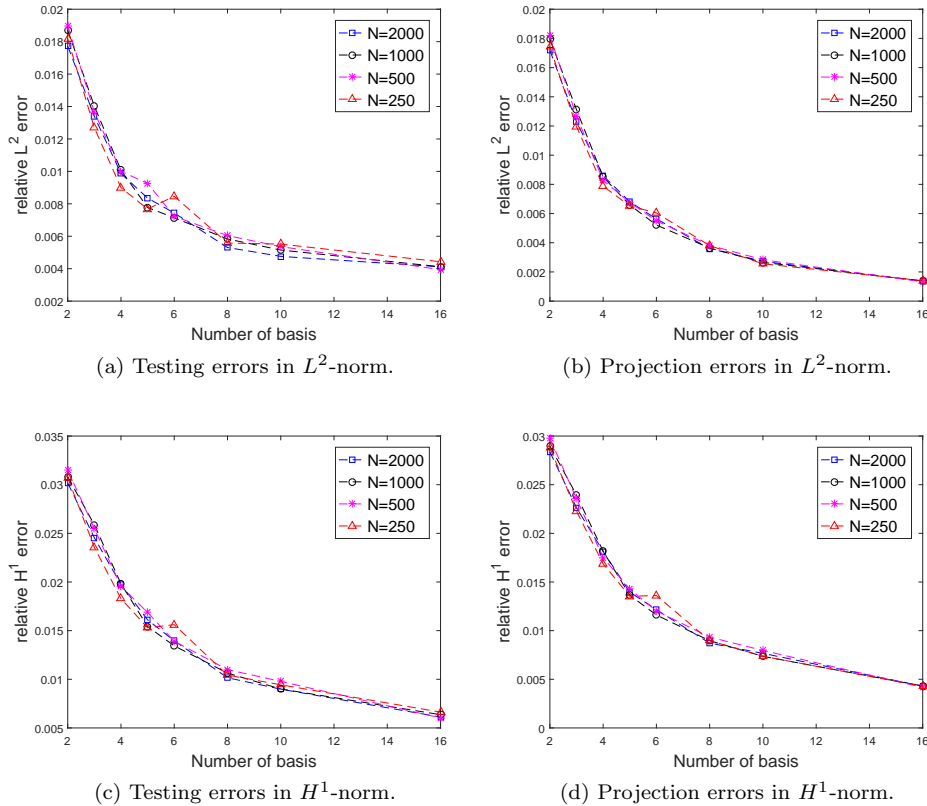 0.02
0.018
0.016
0.014
0.012
0.01
0.008
0.006
0.004
0.002
relative L² error
2 4 6 8 10 12 14 16
Number of basis
N=2000
N=1000
N=500
N=250
(a) Testing errors in L²-norm.
0.02
0.018
0.016
0.014
0.012
0.01
0.008
0.006
0.004
0.002
0
relative L² error
2 4 6 8 10 12 14 16
Number of basis
N=2000
N=1000
N=500
N=250
(b) Projection errors in L²-norm.
0.035
0.03
0.025
0.02
0.015
0.01
0.005
relative H¹ error
2 4 6 8 10 12 14 16
Number of basis
N=2000
N=1000
N=500
N=250
(c) Testing errors in H¹-norm.
0.03
0.025
0.02
0.015
0.01
0.005
0
relative H¹ error
2 4 6 8 10 12 14 16
Number of basis
N=2000
N=1000
N=500
N=250
(d) Projection errors in H¹-norm.